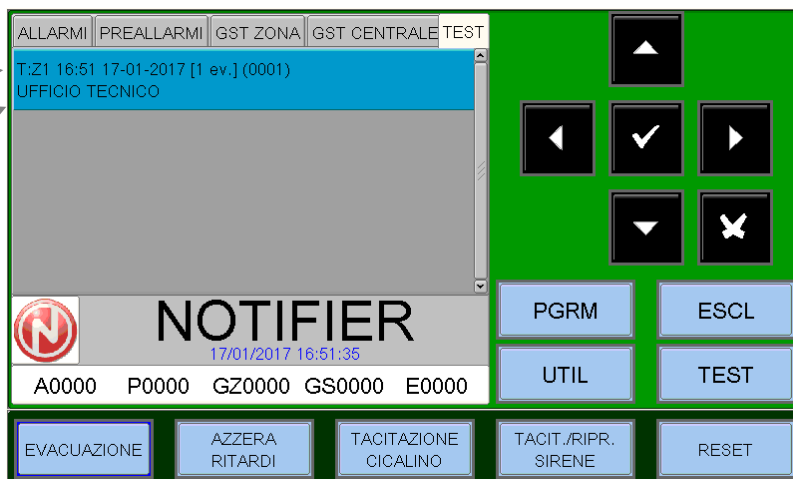 ALLARMI PREALLARMI GST ZONA GST CENTRALE TEST
T:Z1 16:51 17-01-2017 [1 ev.] (0001)
UFFICIO TECNICO
N NOTIFIER
17/01/2017 16:51:35
A0000 P0000 GZ0000 GS0000 E0000
PGRM ESCL
UTIL TEST
EVACUAZIONE
AZZERA
RITARDI
TACITAZIONE
CICALINO
TACIT./RIPR.
SIRENE
RESET